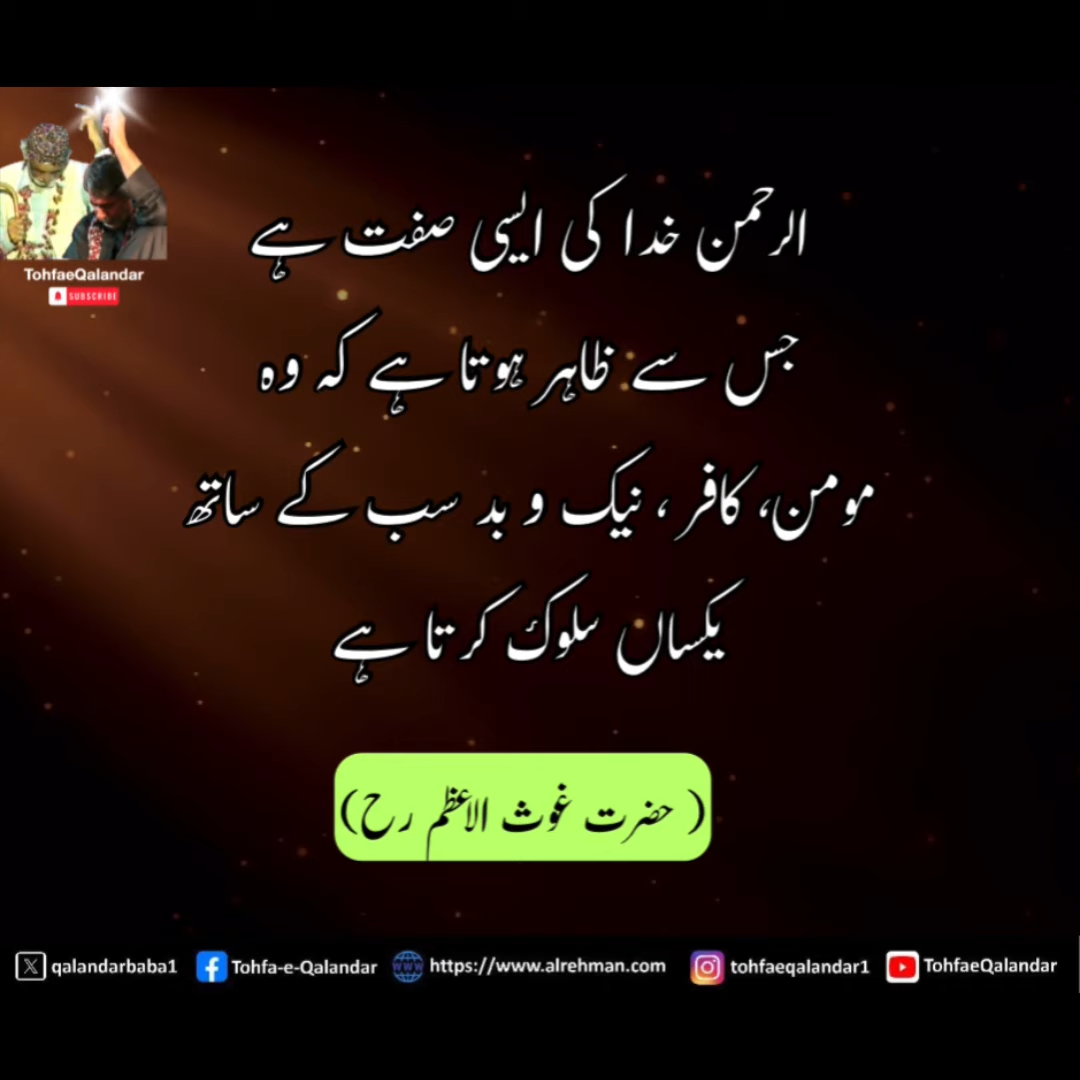 TohfaeQalandar
SUBSCRIBE
الرحمن خدا کی ایسی صفت ہے
جس سے ظاہر ہوتا ہے کہ وہ
مومن، کافر ، نیک و بد سب کے ساتھ
یکساں سلوک کرتا ہے
( حضرت غوث الاعظم رح)
qalandarbaba1 Tohfa-e-Qalandar https://www.alrehman.com tohfaeqalandar1 TohfaeQalandar